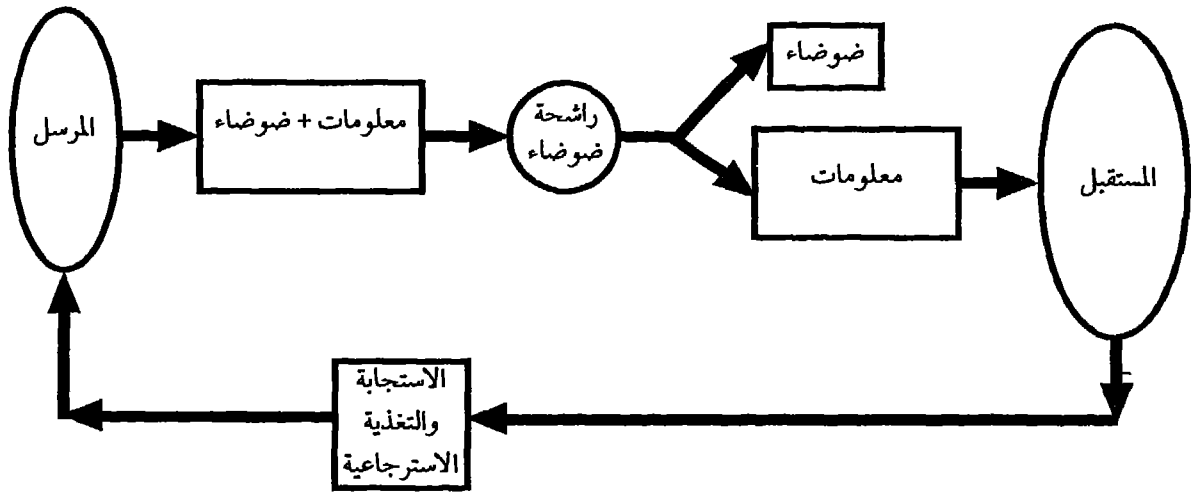 المرسل
معلومات + ضوضاء
راشحة
ضوضاء
ضوضاء
معلومات
المستقبل
الاستجابة
والتغذية
الاسترجاعية